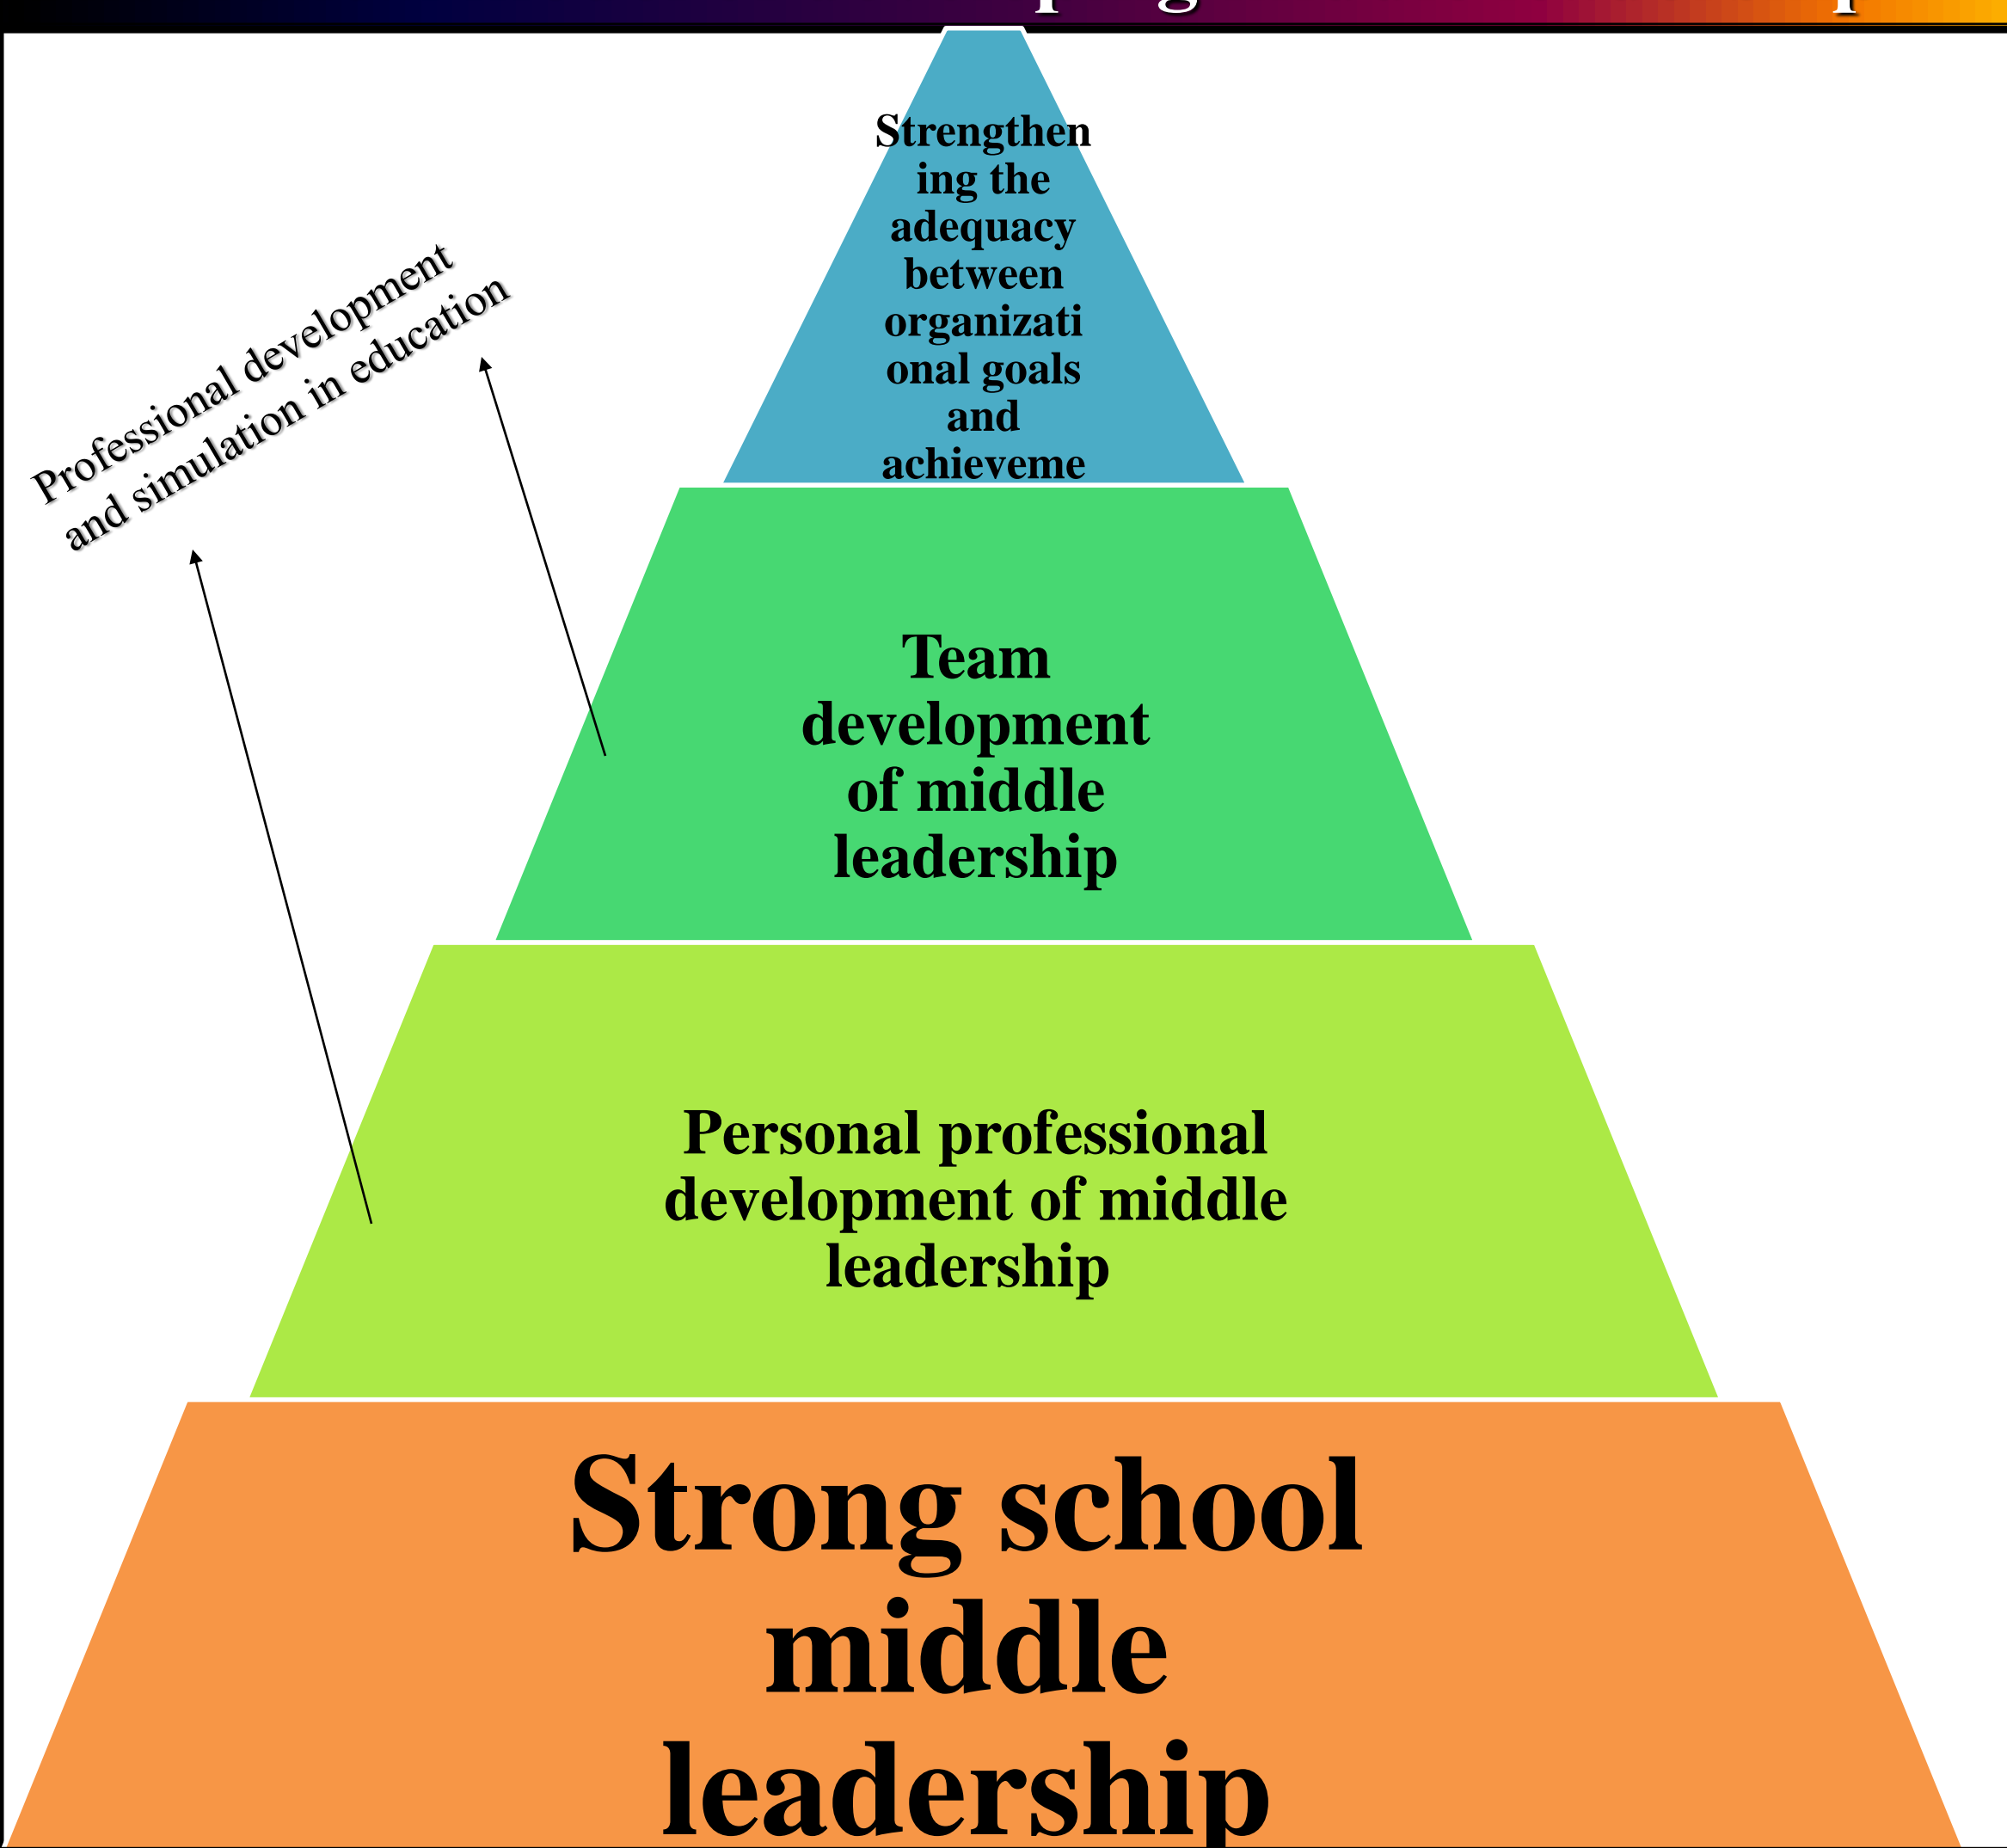 Strengthen
ing the
adequacy
between
organizati
onal goals
and
achieveme
Professional development
and simulation in education
Team
development
of middle
leadership
Personal professional
development of middle
leadership
Strong school
middle
leadership